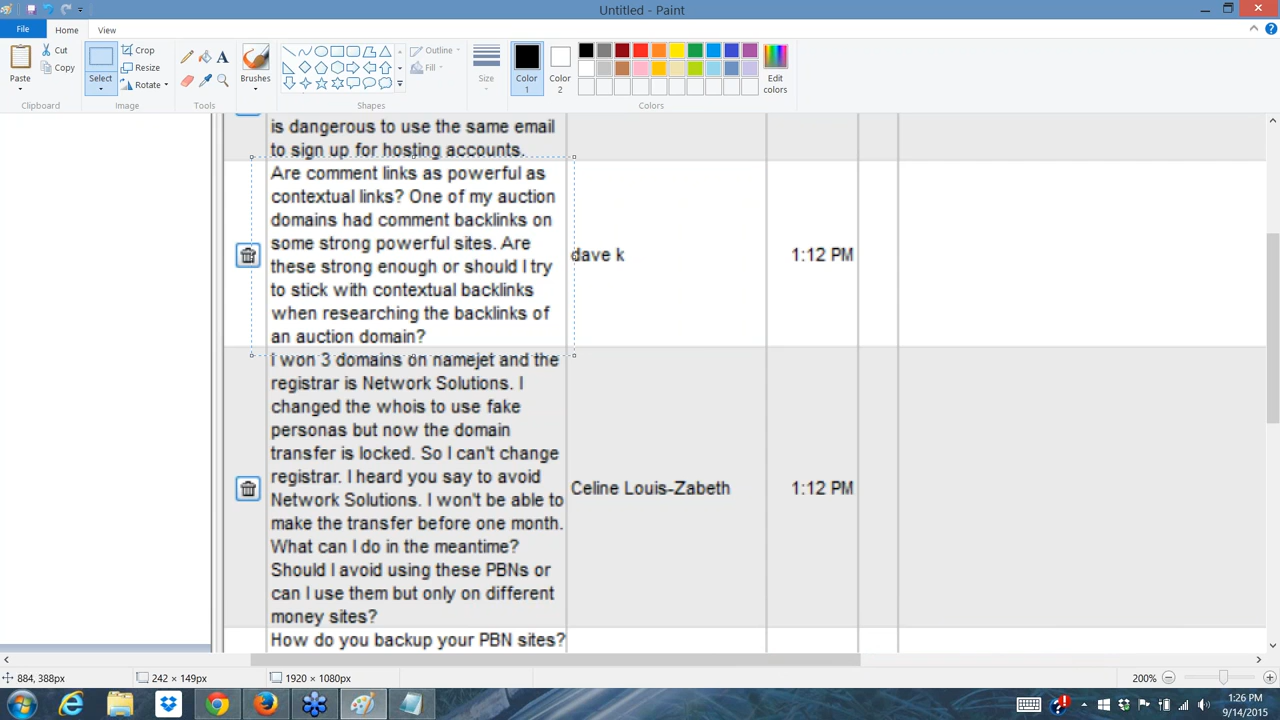 Untitled - Paint
File
Home
View
Paste
Cut
Copy
Clipboard
Select
Crop
Resize
Rotate
Image
Tools
Brushes
Shapes
Outline
Fill
Size
Color
1
Color
2
Edit
colors
Colors
is dangerous to use the same email
to sign up for hosting accounts.
Are comment links as powerful as
contextual links? One of my auction
domains had comment backlinks on
some strong powerful sites. Are
these strong enough or should I try
to stick with contextual backlinks
when researching the backlinks of
an auction domain?
dave k
1:12 PM
i won 3 domains on namejet and the
registrar is Network Solutions. I
changed the whois to use fake
personas but now the domain
transfer is locked. So I can't change
registrar. I heard you say to avoid
Network Solutions. I won't be able to
make the transfer before one month.
What can I do in the meantime?
Should I avoid using these PBNs or
can I use them but only on different
money sites?
Celine Louis-Zabeth
1:12 PM
How do you backup your PBN sites?
884, 388px
242 × 149px
1920 × 1080px
200%
1:26 PM
9/14/2015